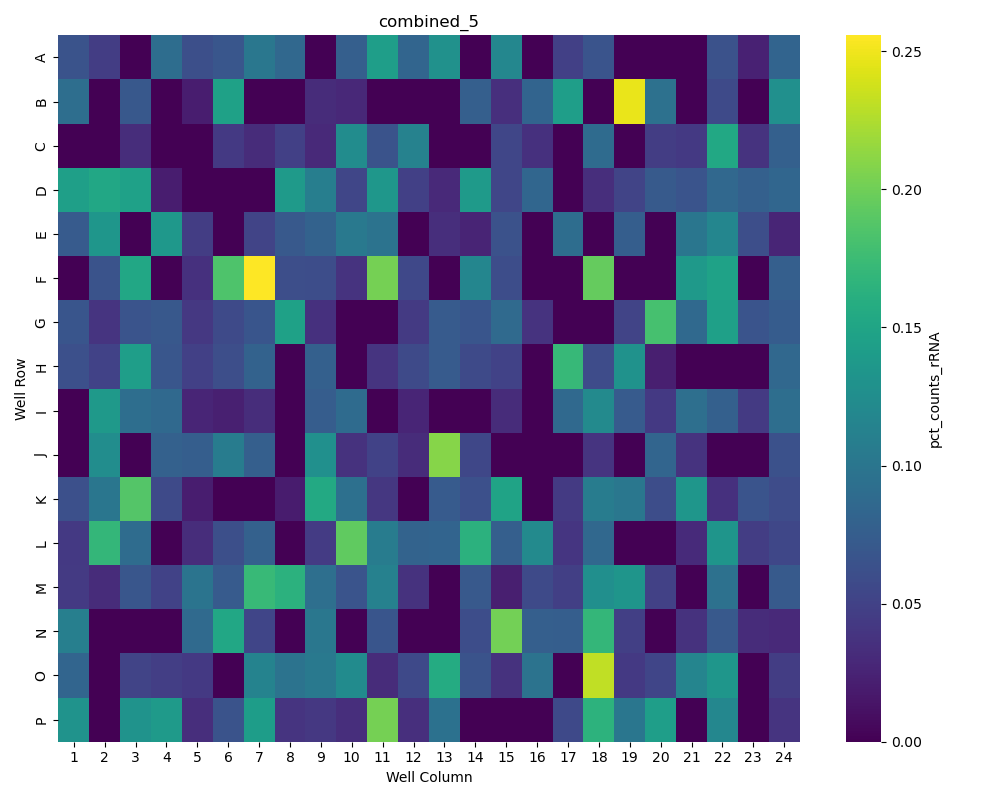 combined_5
A
B
C
D
E
F
G
H
I
J
K
L
M
N
O
P
Well Row
1 2 3 4 5 6 7 8 9 10 11 12 13 14 15 16 17 18 19 20 21 22 23 24
Well Column
0.25
0.20
0.15
0.10
0.05
0.00
pct_counts_rRNA